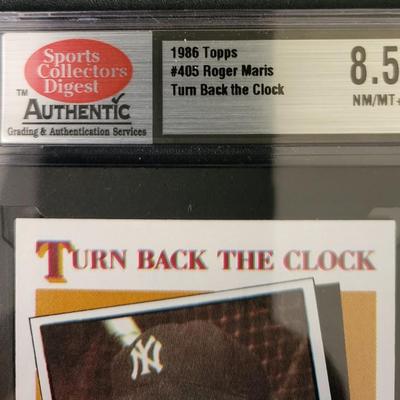 Sports
Collectors
Digest
TM
AUTHENTIC
Grading & Authentication Services
1986 Topps
#405 Roger Maris
Turn Back the Clock
8.5
NM/MT+
TURN BACK THE CLOCK
NY